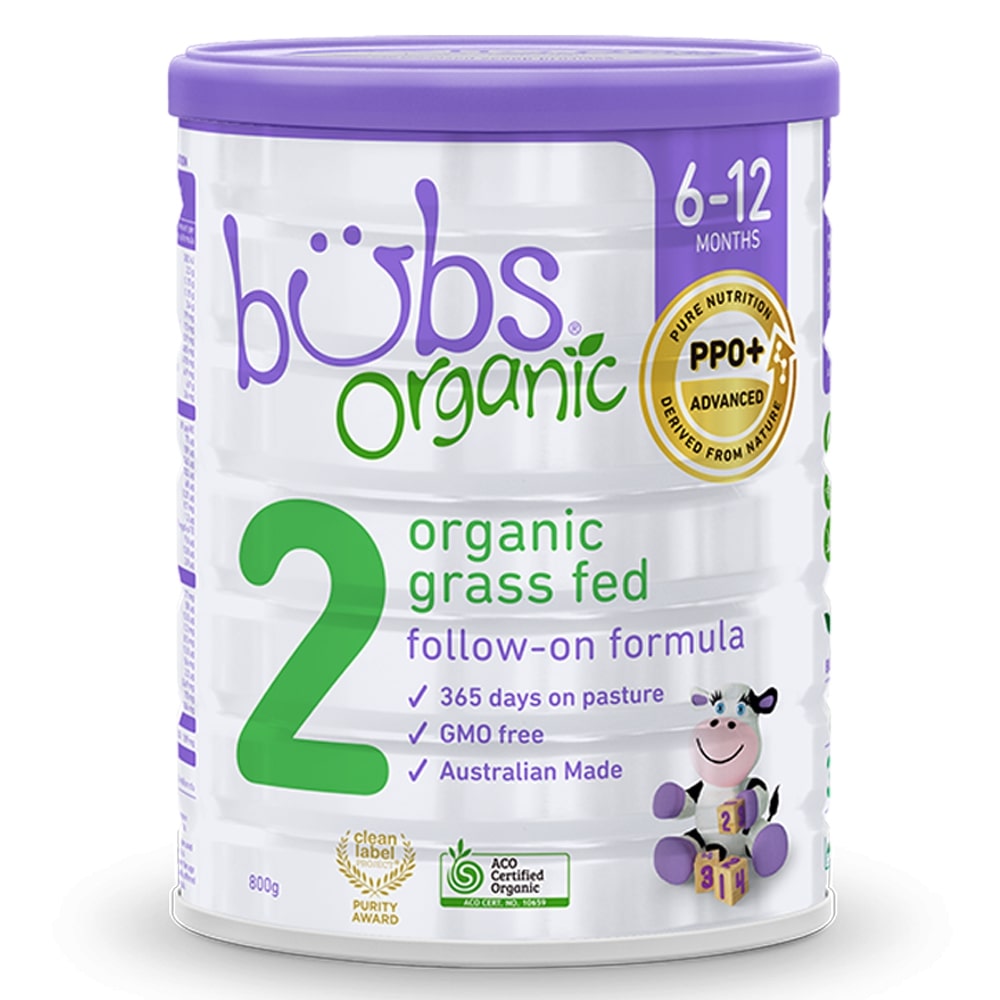 6-12
MONTHS
bubs®
organic
PURE NUTRITION
PPO+
ADVANCED
DERIVED FROM NATURE
2
organic
grass fed
follow-on formula
✓ 365 days on pasture
✓ GMO free
✓ Australian Made
2
3 1 4
clean
label
PROJECT
PURITY
AWARD
ACO
Certified
Organic
ACO CERT. NO. 10659
800g